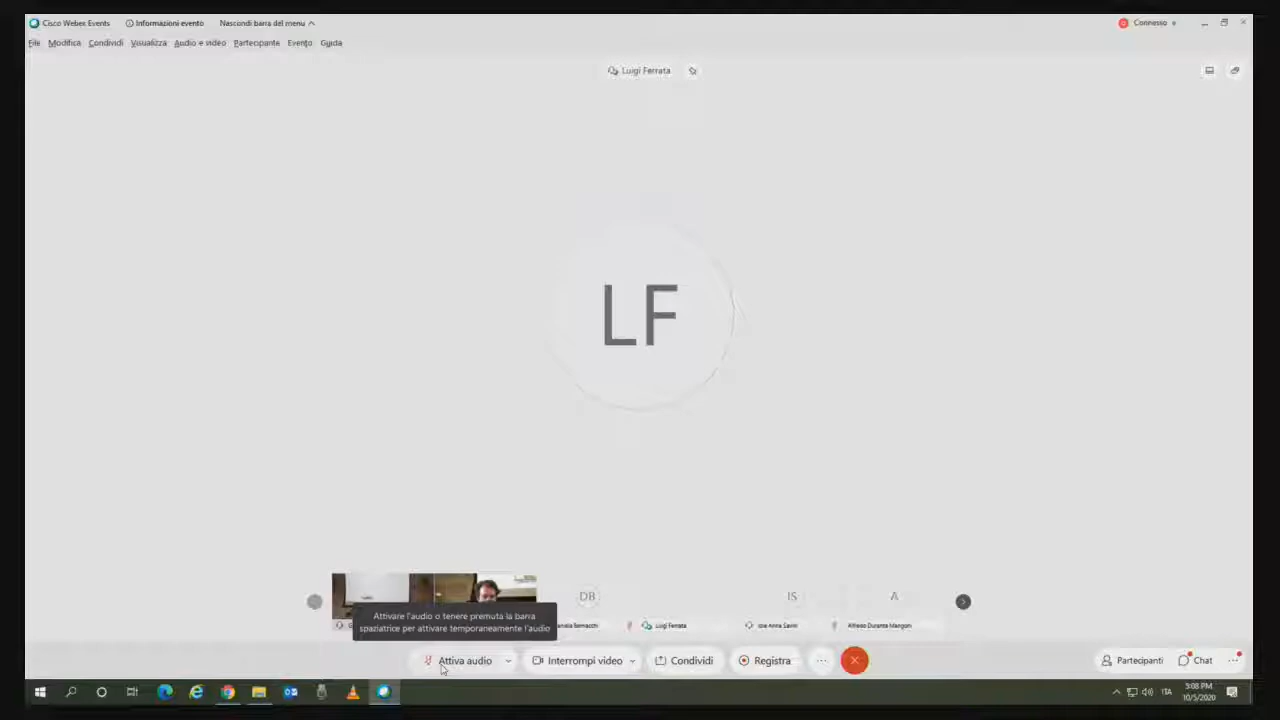 Cisco Webex Events Informazioni evento Nascondi barra del menu Connesso
File Modifica Condividi Visualizza Audio e video Partecipante Evento Guida
Luigi Ferrata
LF
DB IS A
Attivare l'audio o tenere premuta la barra
spaziatrice per attivare temporaneamente l'audio
Luigi Ferrata Anna Savini Alfredo Durante Mangoni
Attiva audio Interrompi video Condividi Registra Partecipanti Chat
ITA 3:08 PM
10/5/2020